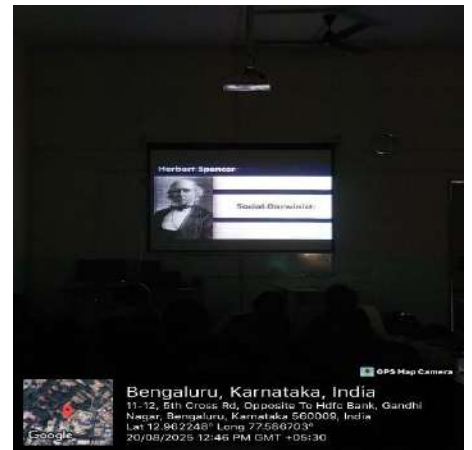 Herbert Spencer
Social Darwinist
GPS Map Camera
Bengaluru, Karnataka, India
11-12, 5th Cross Rd, Opposite To Hdfc Bank, Gandhi
Nagar, Bengaluru, Karnataka 560009, India
Lat 12.982248° Long 77.586703°
20/08/2025 12:46 PM GMT +05:30
Google